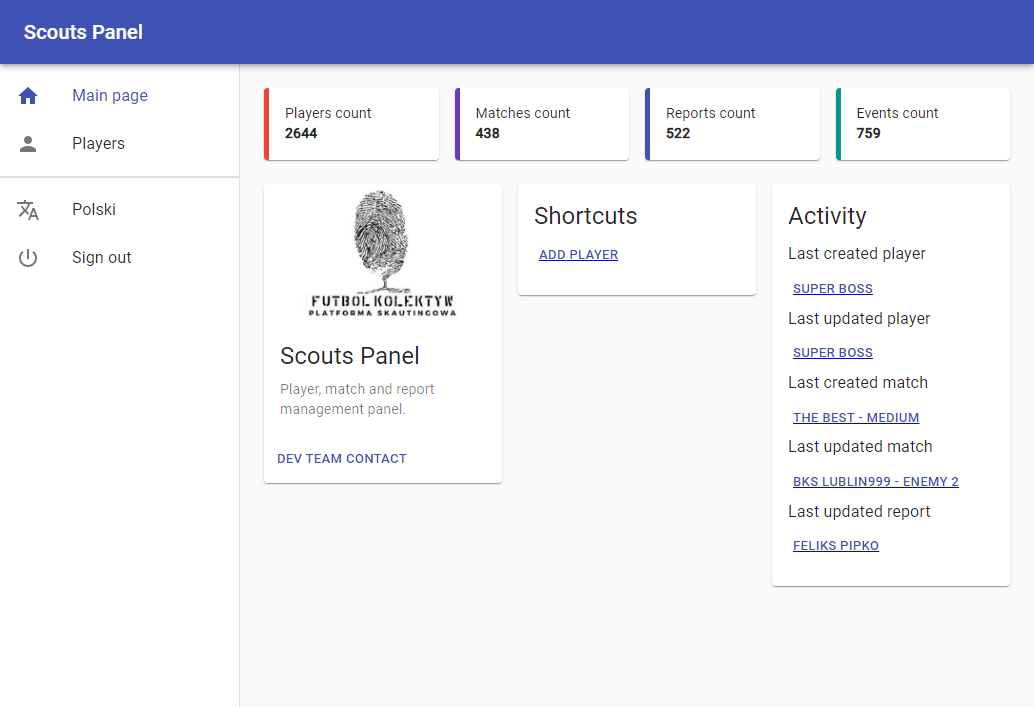 Scouts Panel
Main page
Players
Polski
Sign out
Players count
2644
Matches count
438
Reports count
522
Events count
759
FUTBOL KOLEKTYW
PLATFORMA SKAUTINGOWA
Scouts Panel
Player, match and report
management panel.
DEV TEAM CONTACT
Shortcuts
ADD PLAYER
Activity
Last created player
SUPER BOSS
Last updated player
SUPER BOSS
Last created match
THE BEST - MEDIUM
Last updated match
BKS LUBLIN999 - ENEMY 2
Last updated report
FELIKS PIPKO